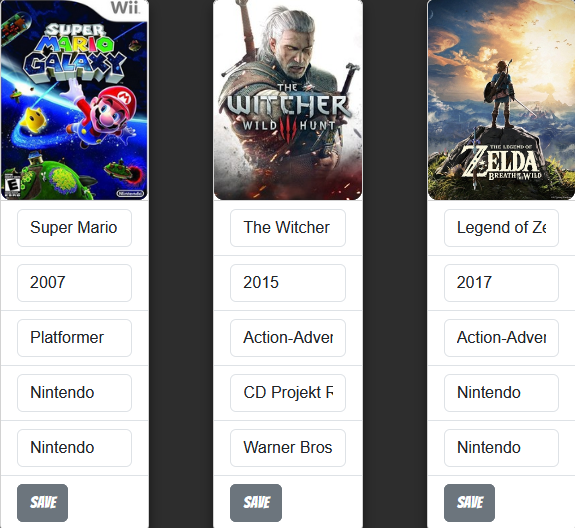 Wii
SUPER
MARIO
GALAXY
E
Nintendo
Super Mario
2007
Platformer
Nintendo
Nintendo
SAVE
THE
WITCHER
III
WILD HUNT
The Witcher
2015
Action-Adver
CD Projekt R
Warner Bros
SAVE
THE LEGEND OF
ZELDA
BREATH OF THE WILD
Legend of Ze
2017
Action-Adver
Nintendo
Nintendo
SAVE